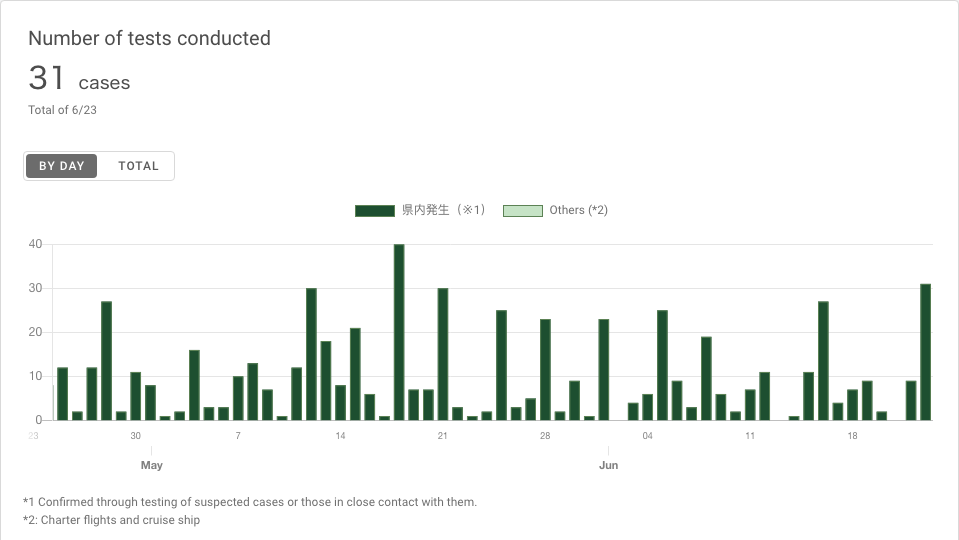 Number of tests conducted
31 cases
Total of 6/23
BY DAY TOTAL
県内発生（※1） Others (*2)
40
30
20
10
0
23 30 7 14 21 28 04 11 18
May Jun
*1 Confirmed through testing of suspected cases or those in close contact with them.
*2: Charter flights and cruise ship